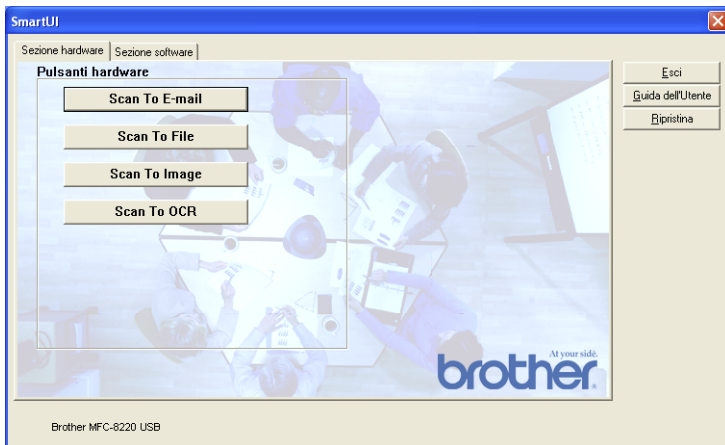 SmartUI
Sezione hardware
Sezione software
Pulsanti hardware
Scan To E-mail
Scan To File
Scan To Image
Scan To OCR
Esci
Guida dell'Utente
Ripristina
At your side.
brother
Brother MFC-8220 USB